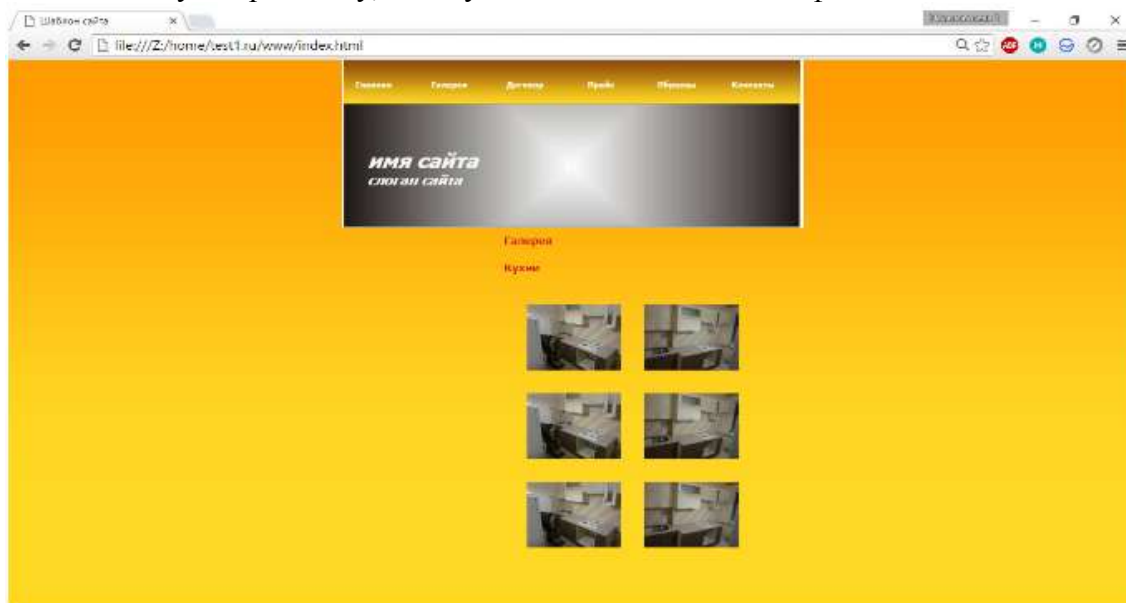 Шаблон сайта
file:///Z:/home/test1.ru/www/index.html
Главная Галерея Договор Прайс Образцы Контакты
имя сайта
слоган сайта
Галерея
Кухни